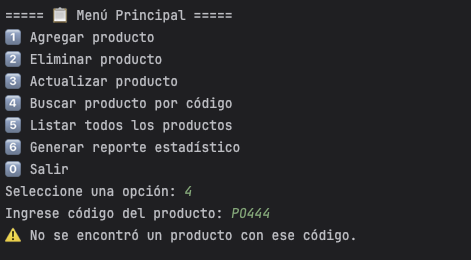 ===== 📋 Menú Principal =====
1️⃣ Agregar producto
2️⃣ Eliminar producto
3️⃣ Actualizar producto
4️⃣ Buscar producto por código
5️⃣ Listar todos los productos
6️⃣ Generar reporte estadístico
0️⃣ Salir
Seleccione una opción: 4
Ingrese código del producto: PO444
⚠️ No se encontró un producto con ese código.